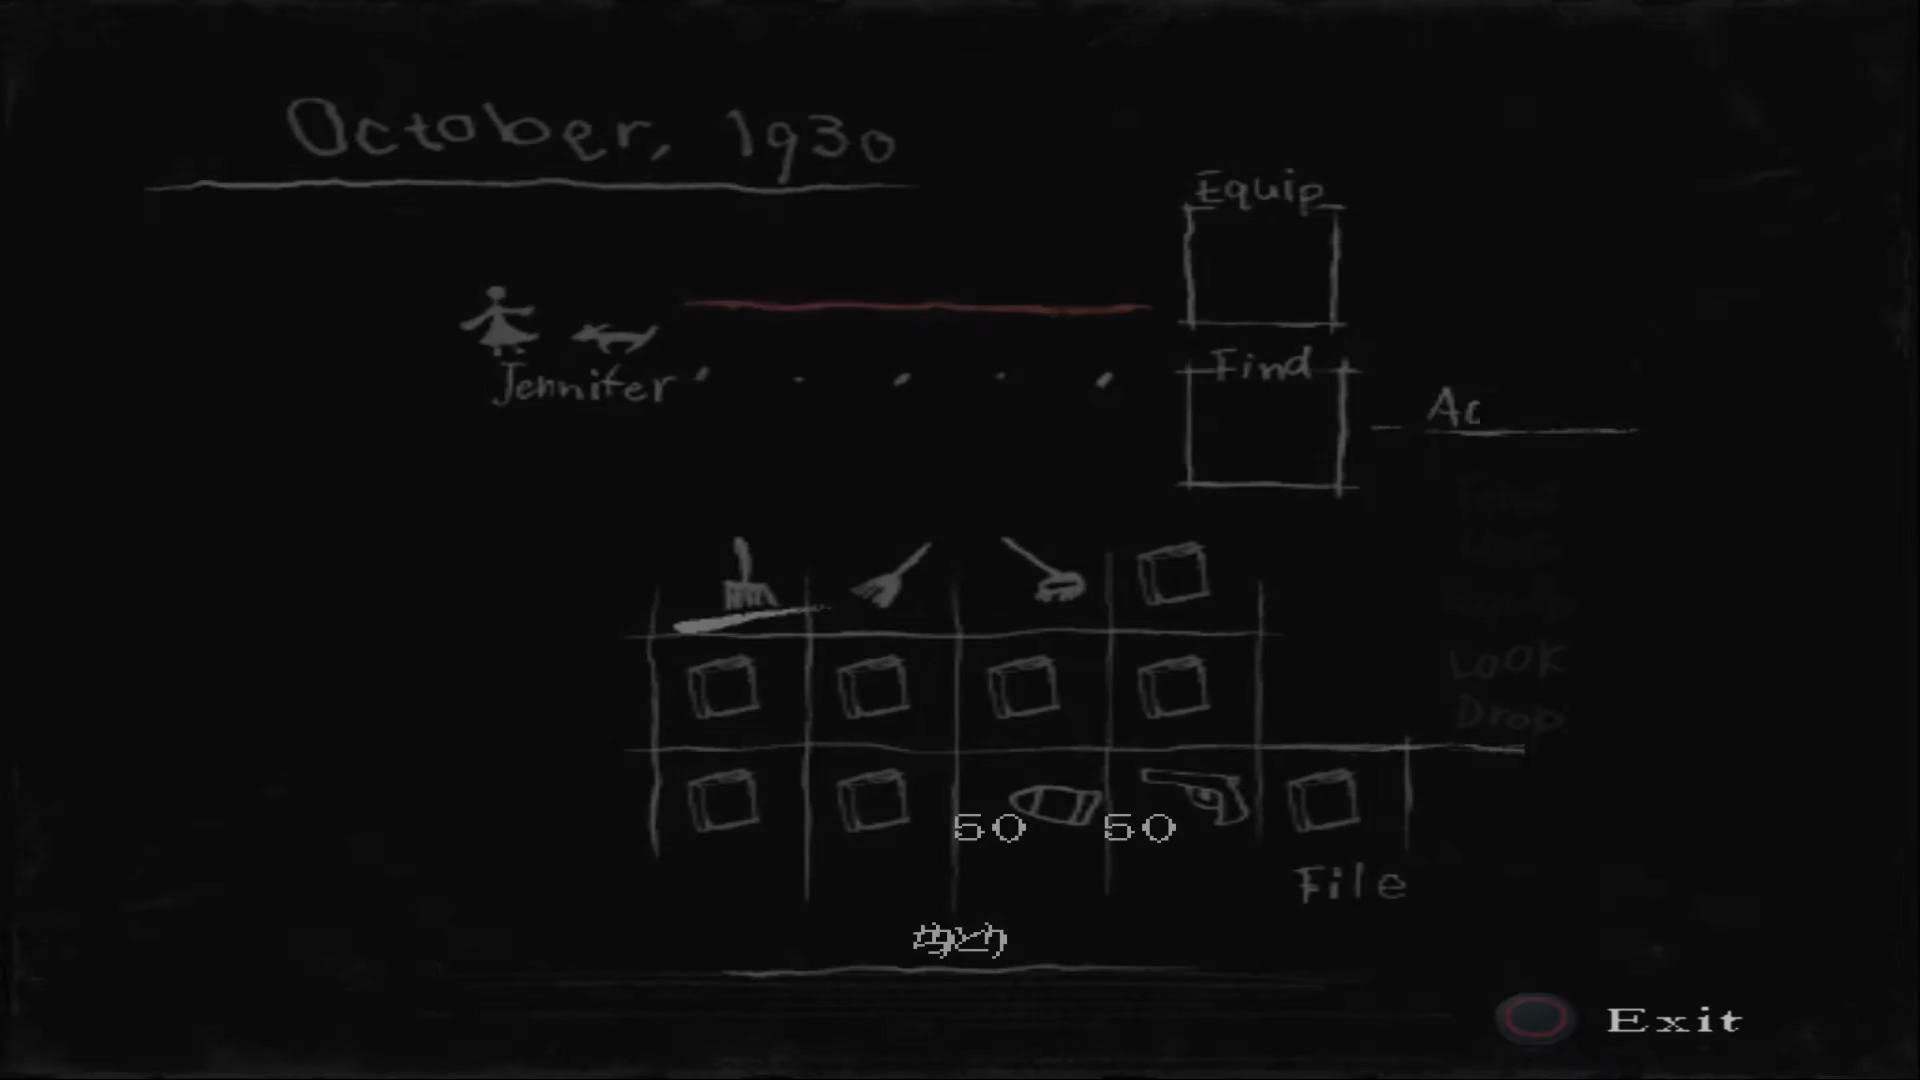 October, 1930
Equip
Find
Jennifer
Ac
Look
Drop
50 50
File
Exit